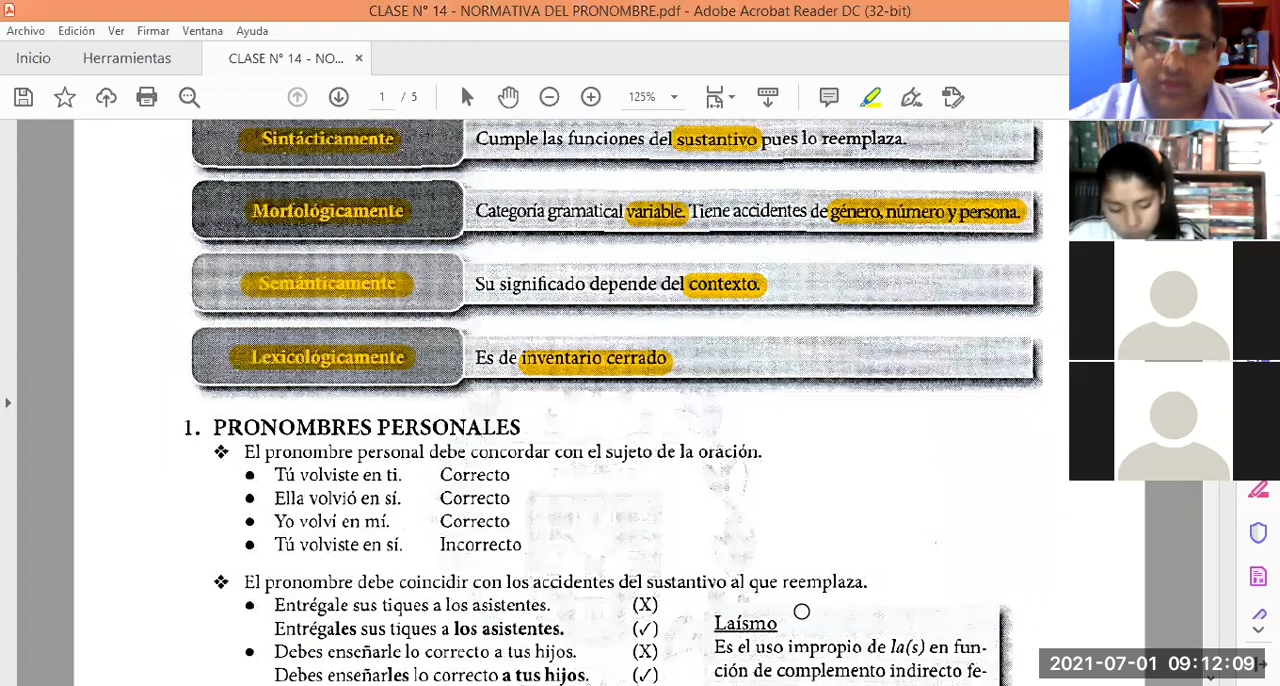 CLASE N° 14 - NORMATIVA DEL PRONOMBRE.pdf - Adobe Acrobat Reader DC (32-bit)
Archivo Edición Ver Firmar Ventana Ayuda
Inicio Herramientas CLASE N° 14 - NO... ×
1 / 5 125%
Sintácticamente Cumple las funciones del sustantivo pues lo reemplaza.
Morfológicamente Categoría gramatical variable. Tiene accidentes de género, número y persona.
Semánticamente Su significado depende del contexto.
Lexicológicamente Es de inventario cerrado
1. PRONOMBRES PERSONALES
❖ El pronombre personal debe concordar con el sujeto de la oración.
• Tú volviste en ti. Correcto
• Ella volvió en sí. Correcto
• Yo volví en mí. Correcto
• Tú volviste en sí. Incorrecto
❖ El pronombre debe coincidir con los accidentes del sustantivo al que reemplaza.
• Entrégale sus tiques a los asistentes. (X)
Entrégales sus tiques a los asistentes. (✓)
• Debes enseñarle lo correcto a tus hijos. (X)
Debes enseñarles lo correcto a tus hijos. (✓)
Laísmo
Es el uso impropio de la(s) en fun-
ción de complemento indirecto fe-
2021-07-01 09:12:09